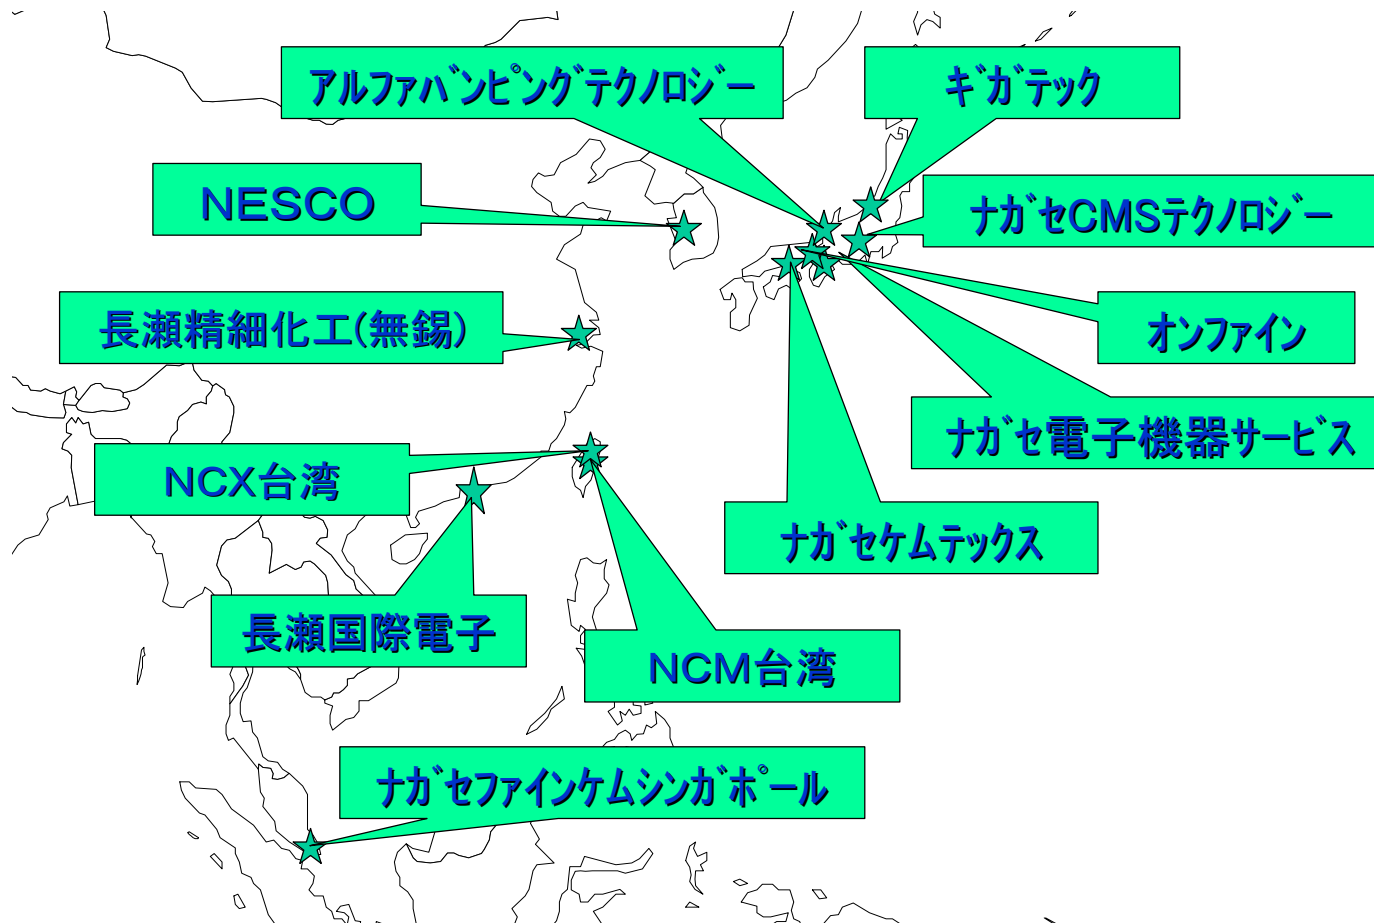 アルファバンピングテクノロジー
ギガテック
NESCO
ナガセCMSテクノロジー
長瀬精細化工(無錫)
オンファイン
ナガセ電子機器サービス
NCX台湾
ナガセケムテックス
長瀬国際電子
NCM台湾
ナガセファインケムシンガポール